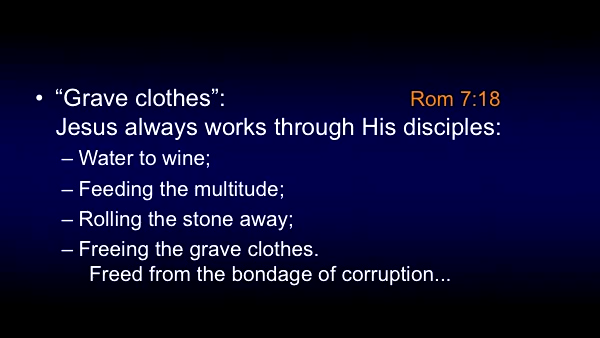 • “Grave clothes”: Rom 7:18
Jesus always works through His disciples:
– Water to wine;
– Feeding the multitude;
– Rolling the stone away;
– Freeing the grave clothes.
Freed from the bondage of corruption...